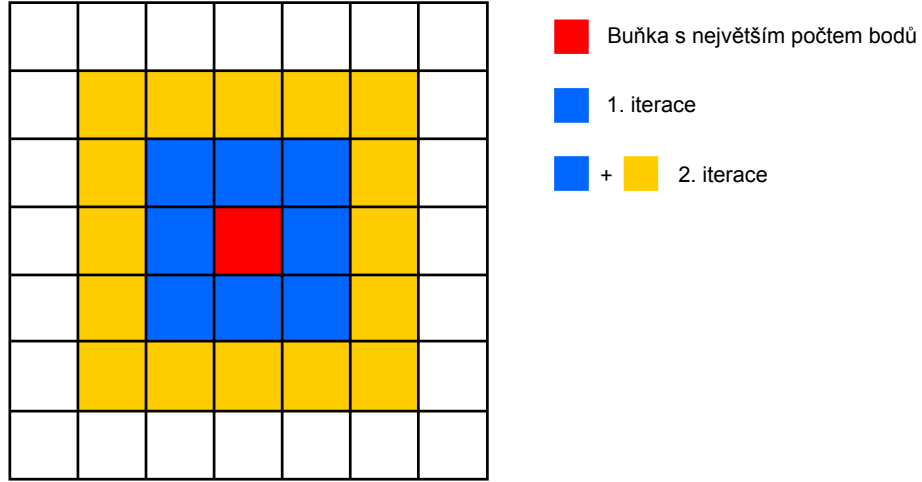 Buňka s největším počtem bodů
1. iterace
+ 2. iterace